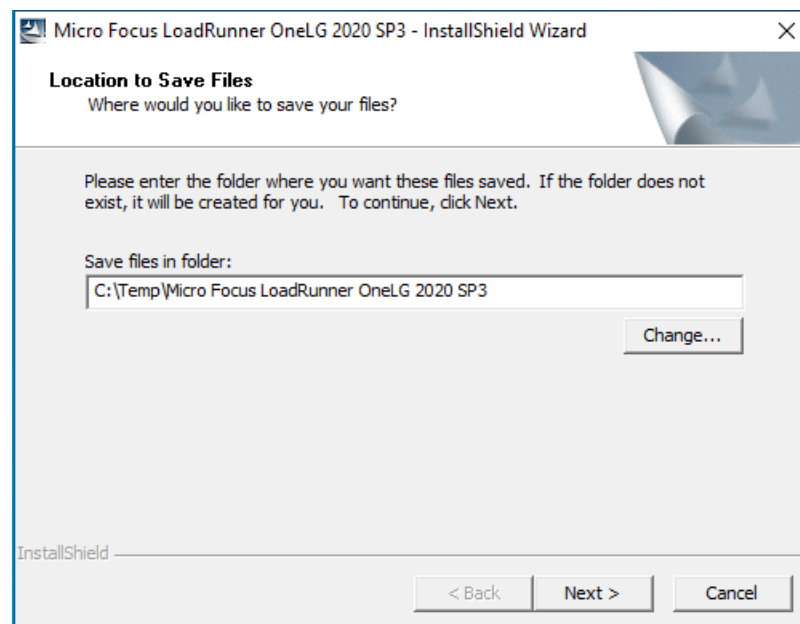 Micro Focus LoadRunner OneLG 2020 SP3 - InstallShield Wizard
Location to Save Files
Where would you like to save your files?
Please enter the folder where you want these files saved.  If the folder does not
exist, it will be created for you.   To continue, click Next.
Save files in folder:
C:\Temp\Micro Focus LoadRunner OneLG 2020 SP3
Change...
InstallShield
< Back
Next >
Cancel